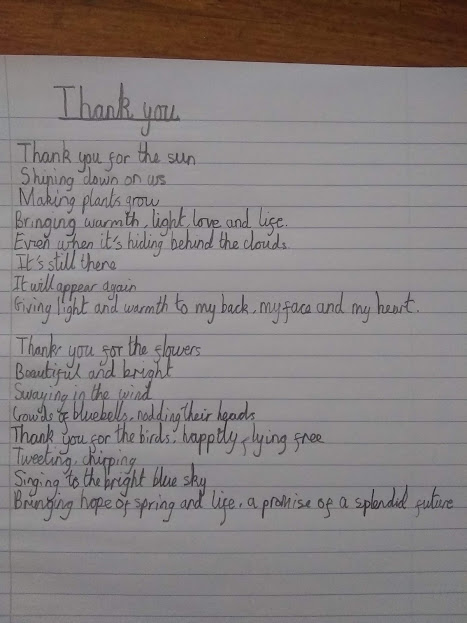 Thank you
Thank you for the sun
Shining down on us
Making plants grow
Bringing warmth, light, love and life.
Even when it's hiding behind the clouds
It's still there
It will appear again
Giving light and warmth to my back, my face and my heart.
Thank you for the flowers
Beautiful and bright
Swaying in the wind
Crowds of bluebells, nodding their heads
Thank you for the birds, happily flying free
Tweeting, chirping
Singing to the bright blue sky
Bringing hope of spring and life, a promise of a splendid future